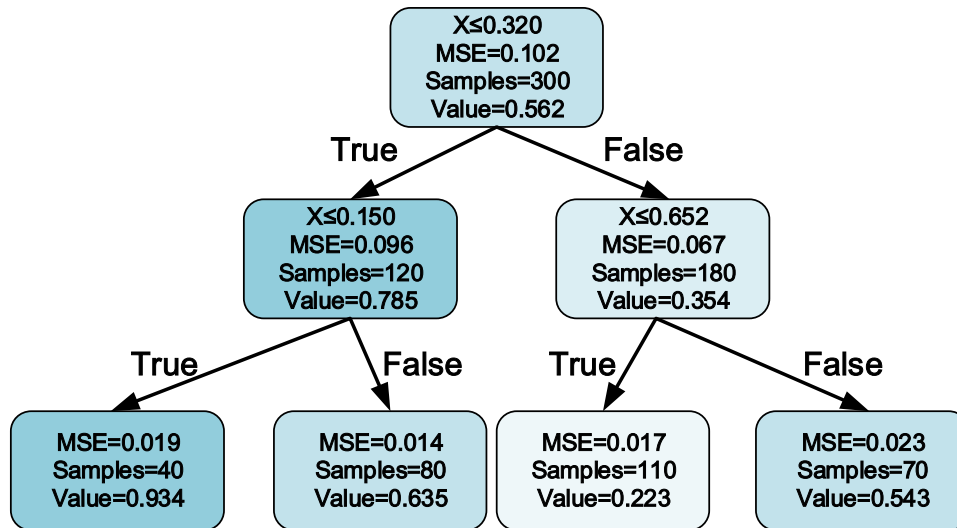 X≤0.320
MSE=0.102
Samples=300
Value=0.562
True
False
X≤0.150
MSE=0.096
Samples=120
Value=0.785
X≤0.652
MSE=0.067
Samples=180
Value=0.354
True
False
True
False
MSE=0.019
Samples=40
Value=0.934
MSE=0.014
Samples=80
Value=0.635
MSE=0.017
Samples=110
Value=0.223
MSE=0.023
Samples=70
Value=0.543